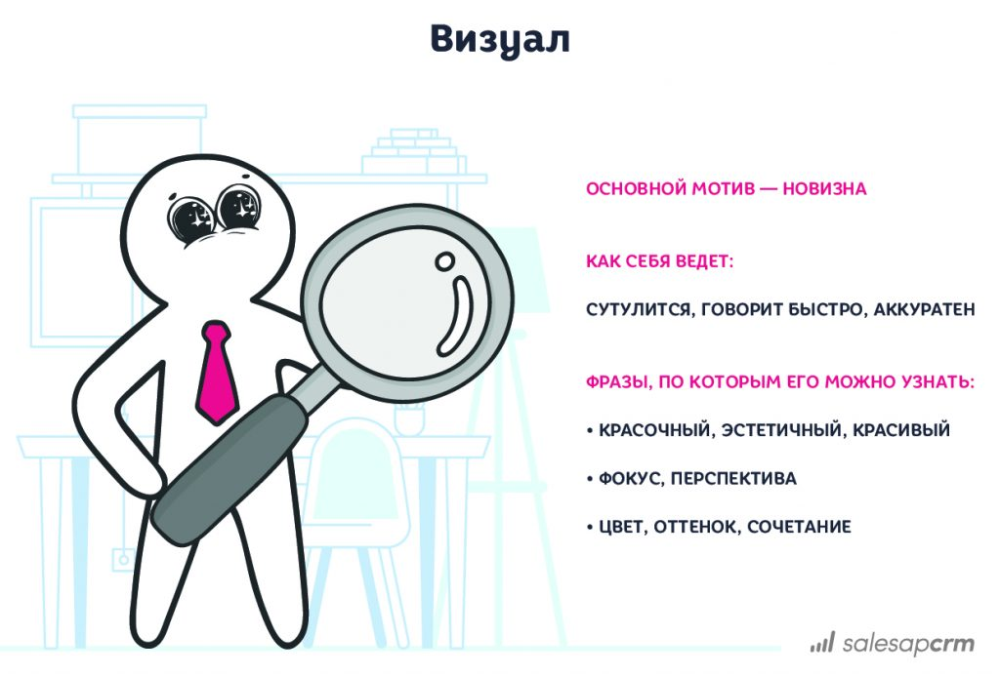 Визуал
ОСНОВНОЙ МОТИВ — НОВИЗНА
КАК СЕБЯ ВЕДЕТ:
СУТУЛИТСЯ, ГОВОРИТ БЫСТРО, АККУРАТЕН
ФРАЗЫ, ПО КОТОРЫМ ЕГО МОЖНО УЗНАТЬ:
• КРАСОЧНЫЙ, ЭСТЕТИЧНЫЙ, КРАСИВЫЙ
• ФОКУС, ПЕРСПЕКТИВА
• ЦВЕТ, ОТТЕНОК, СОЧЕТАНИЕ
salesapcrm